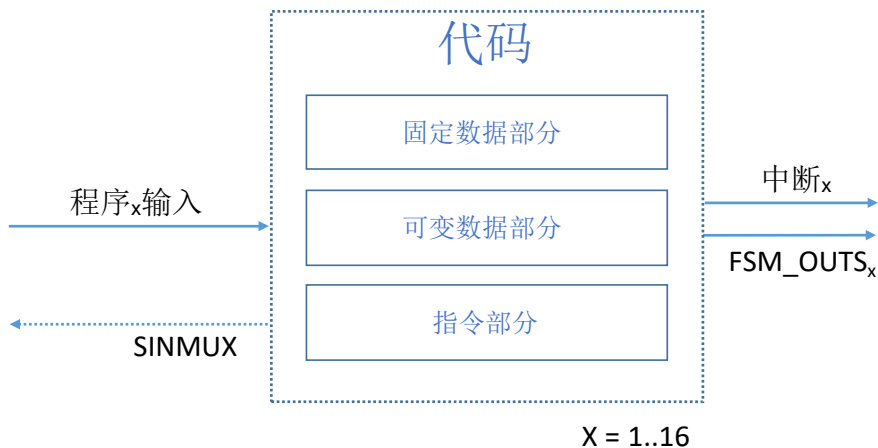 代码
固定数据部分
程序x输入
可变数据部分
中断x
FSM_OUTSx
指令部分
SINMUX
X = 1..16